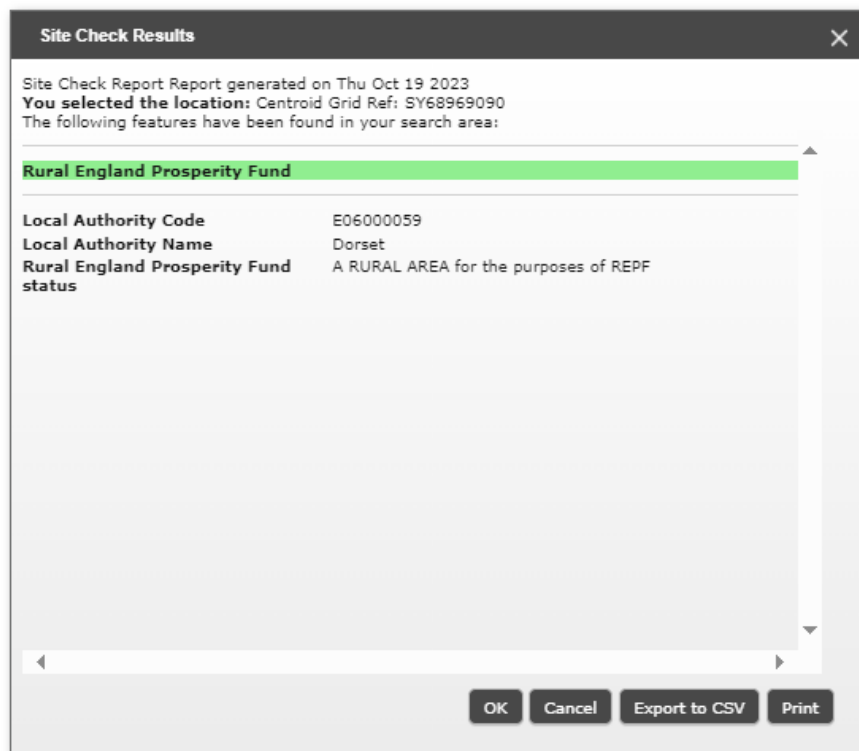 Site Check Results
Site Check Report Report generated on Thu Oct 19 2023
You selected the location: Centroid Grid Ref: SY68969090
The following features have been found in your search area:
Rural England Prosperity Fund
Local Authority Code E06000059
Local Authority Name Dorset
Rural England Prosperity Fund A RURAL AREA for the purposes of REPF
status
OK Cancel Export to CSV Print